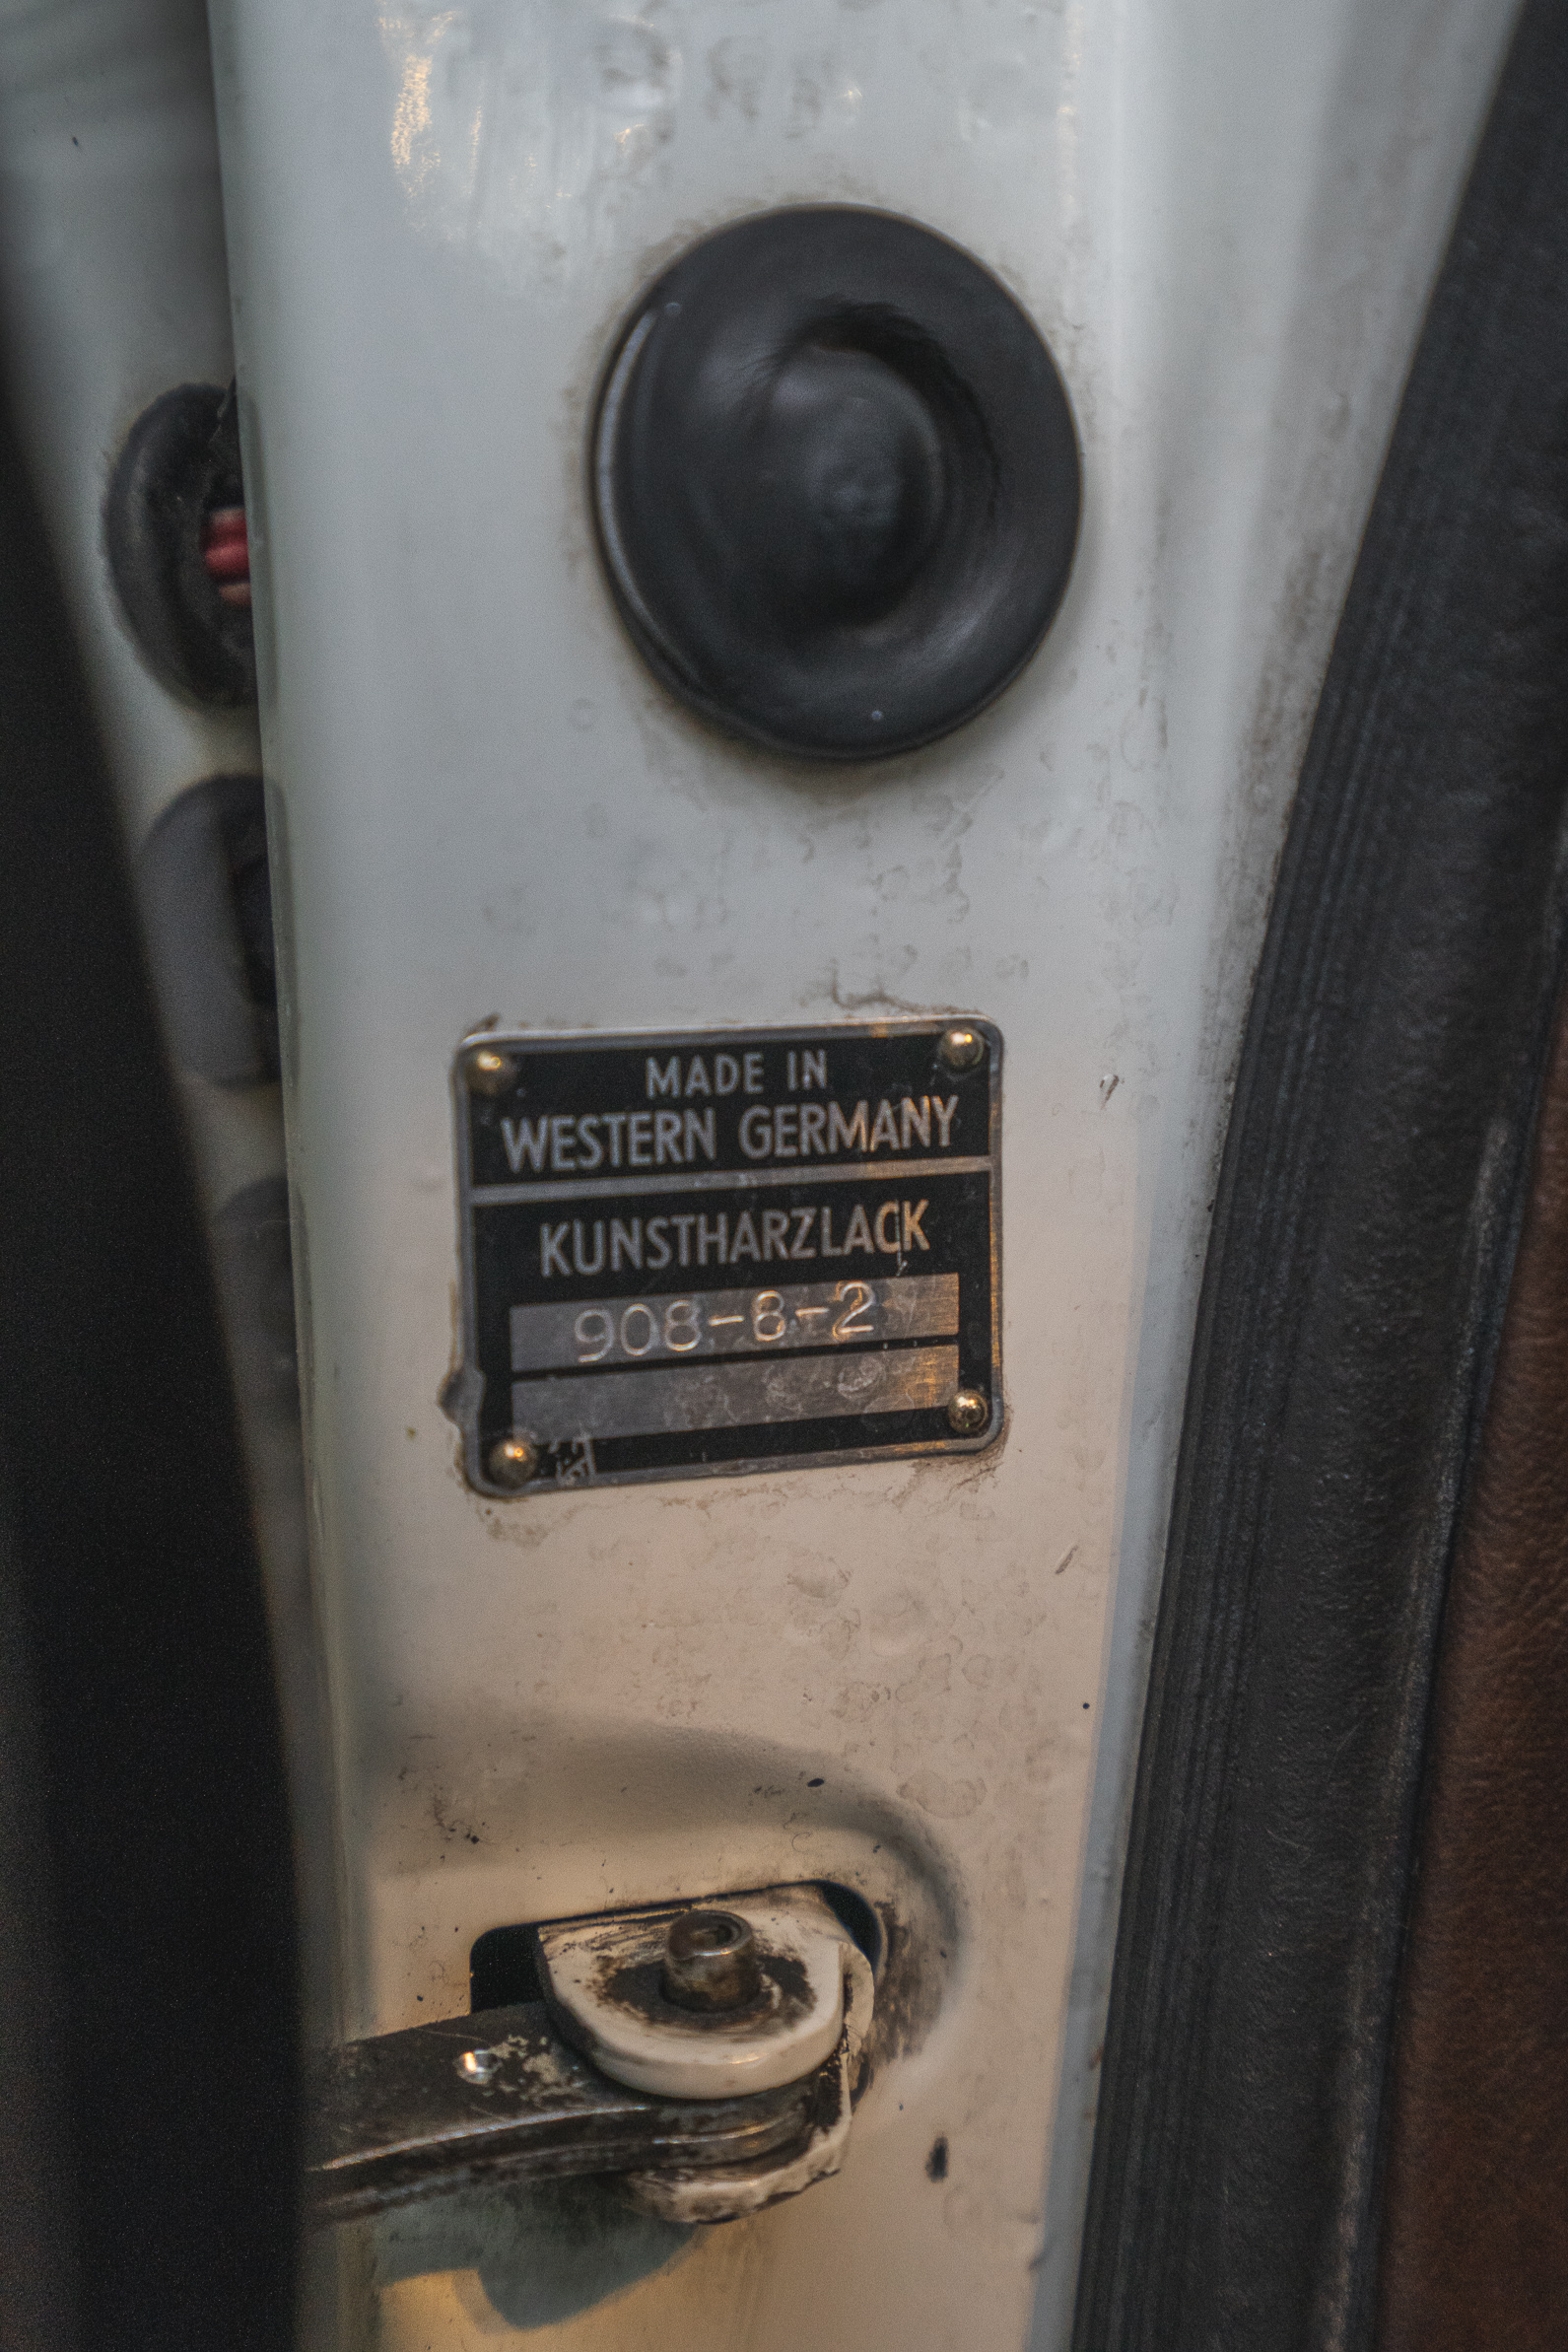 MADE IN
WESTERN GERMANY
KUNSTHARZLACK
908-8-2